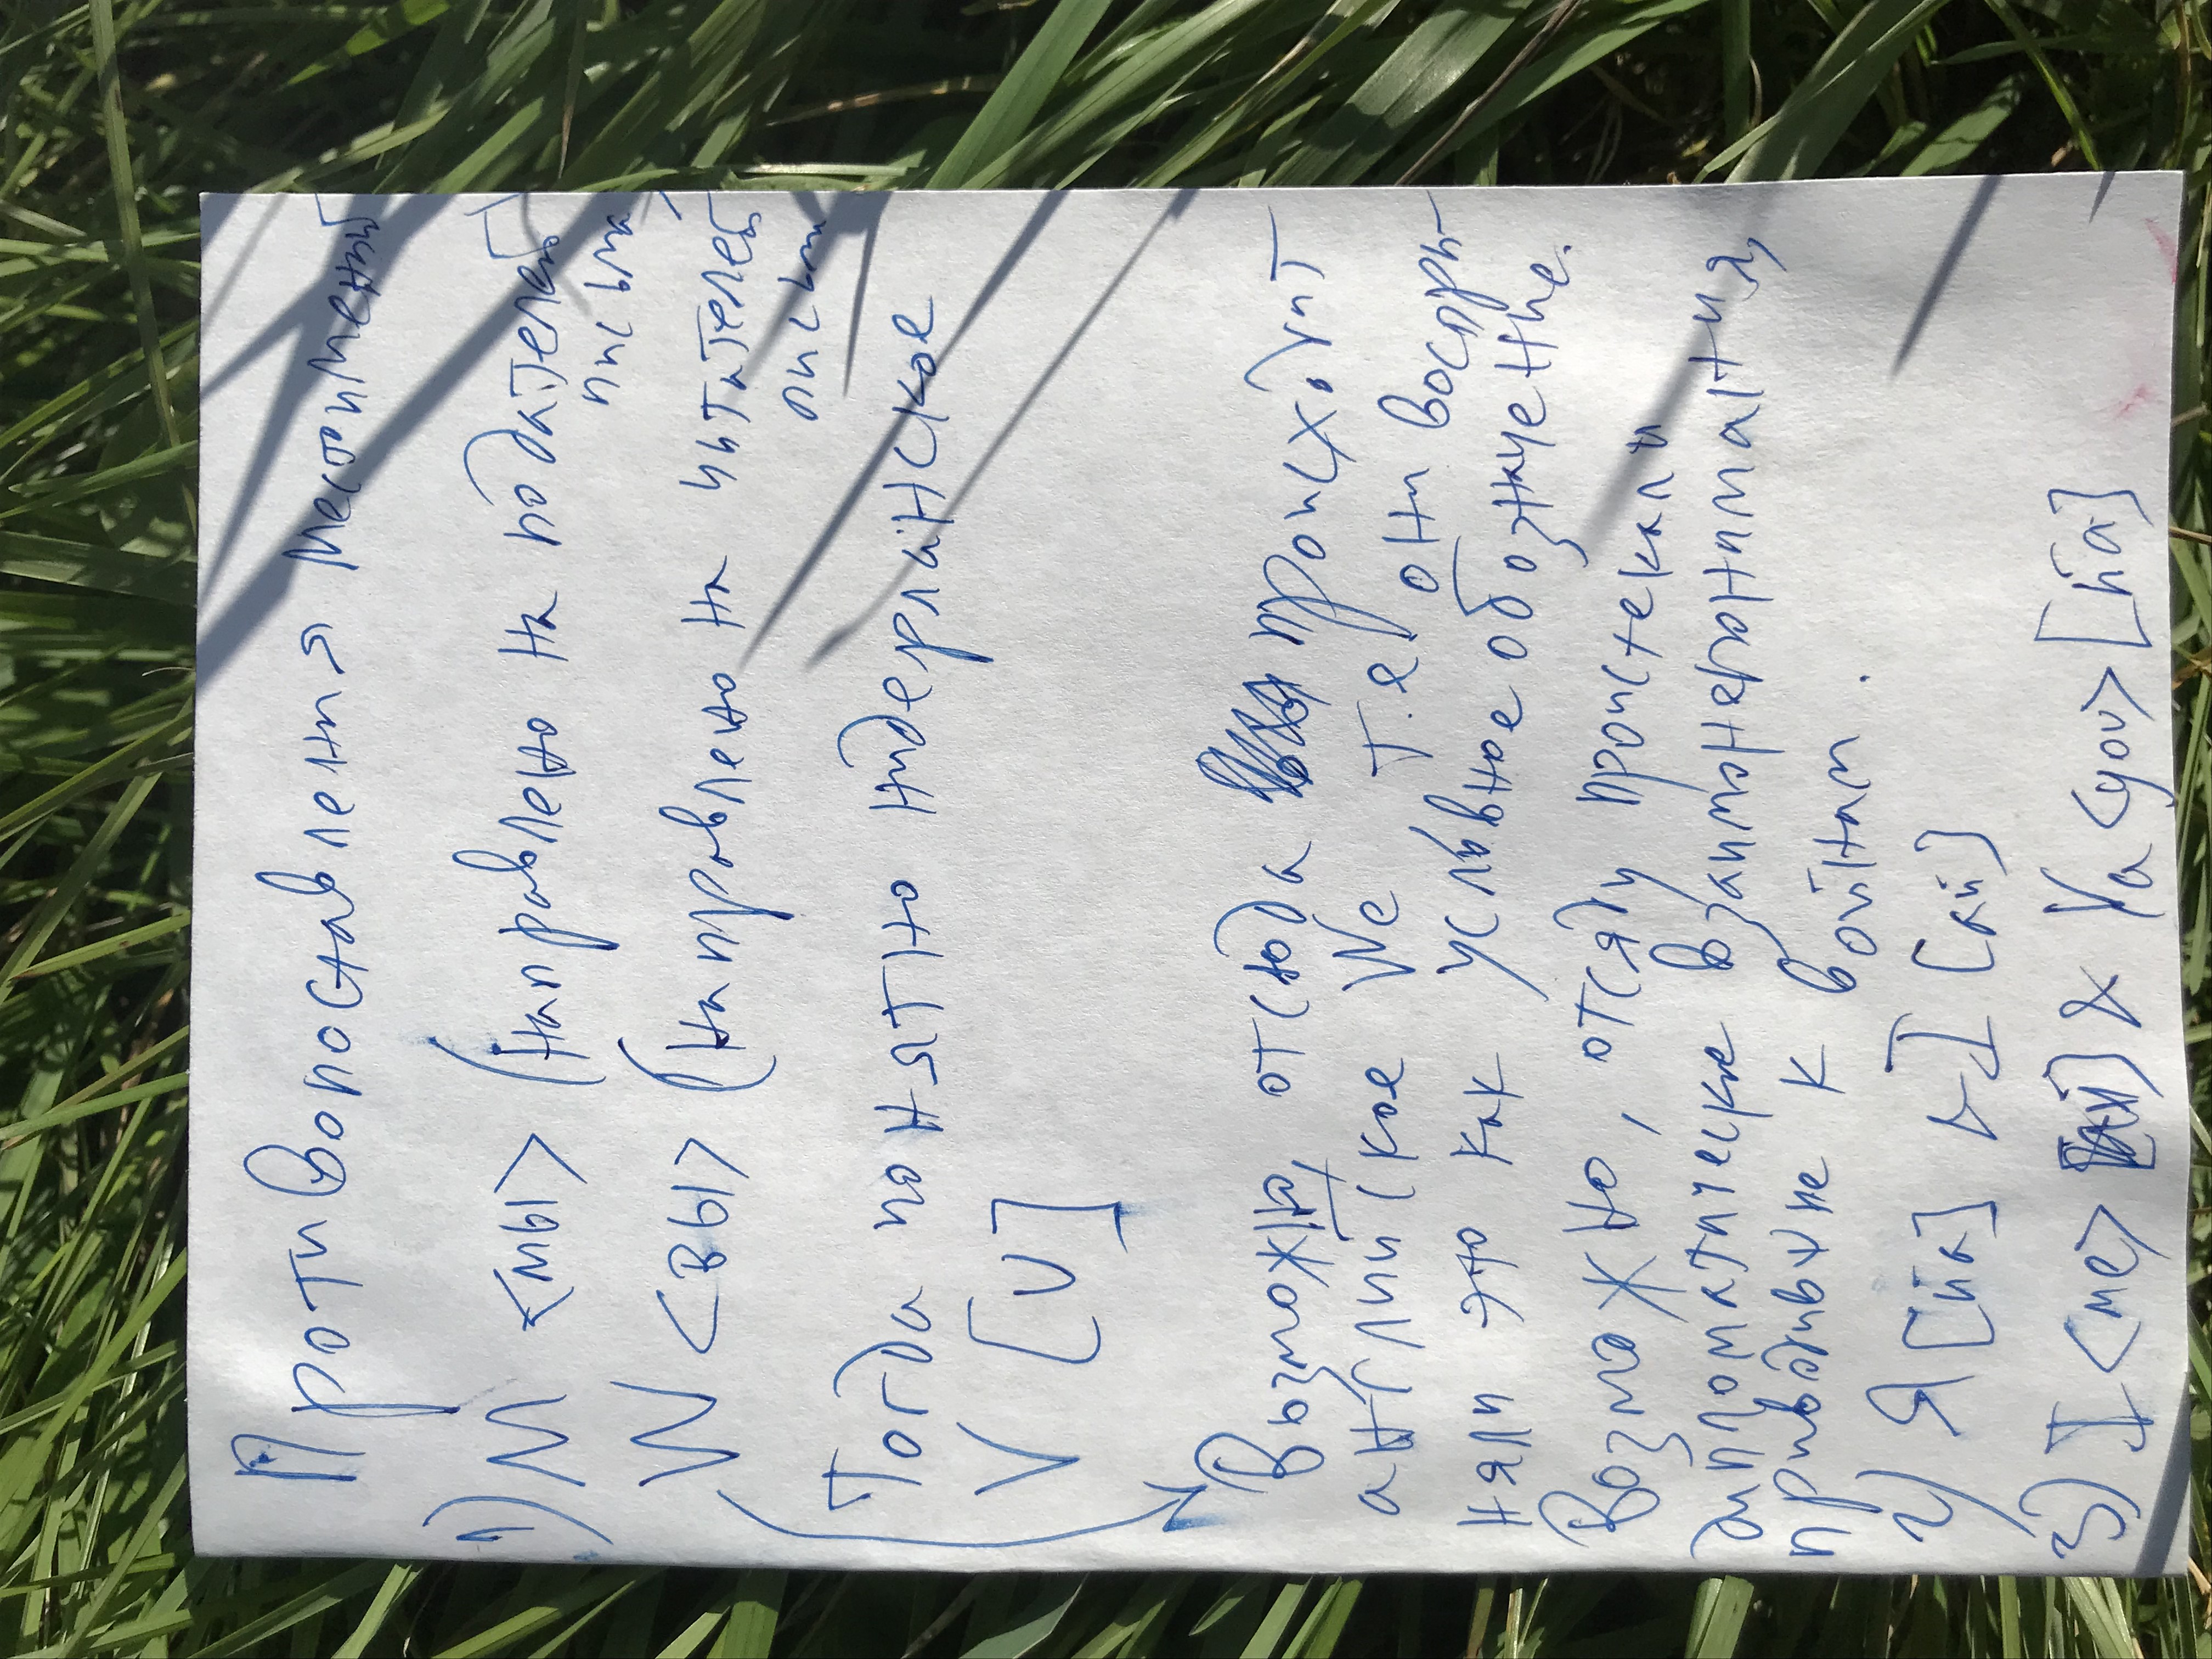 Противопоставления местоимений
1) M <мы> (направлено на подателей
письма)
W <вы> (направлено на читателей
письма
Тогда понятно нидерланское
V [U]
Возможно, отсюда происходит
английское We, т.е. они воспри-
няли это как условное обозначение.
Возможно, отсяду проистекали
дипломатические взаимонепонимания,
приводившие к войнам.
2) Я [йа] & I [ай]
3) I <me> [ай] & Ya <you> [йа]